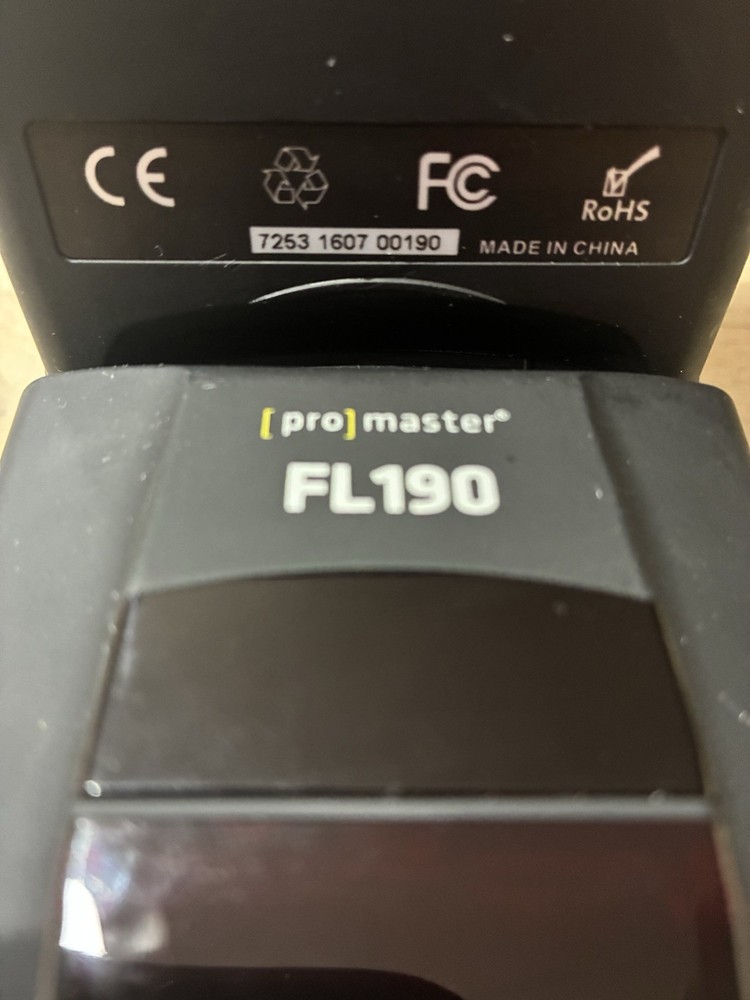 CE
FC
RoHS
7253 1607 00190 MADE IN CHINA
[pro]master®
FL190